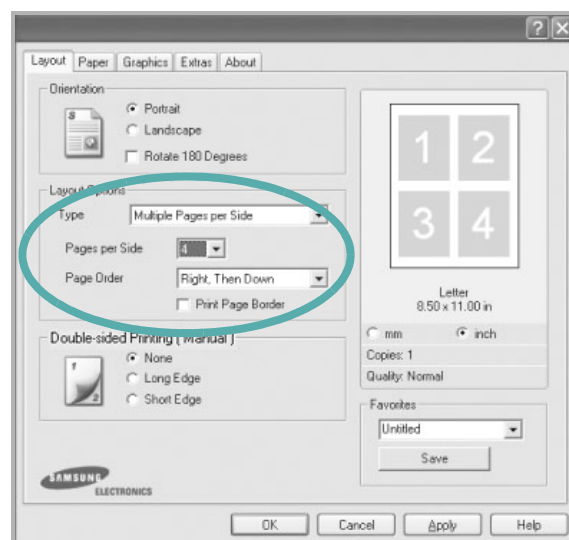 ? X
Layout Paper Graphics Extras About
Orientation
Portrait
Landscape
Rotate 180 Degrees
Layout Options
Type Multiple Pages per Side
Pages per Side 4
Page Order Right, Then Down
Print Page Border
Double-sided Printing ( Manual )
None
Long Edge
Short Edge
1
2
S
1 2
3 4
Letter
8.50 x 11.00 in
mm inch
Copies: 1
Quality: Normal
Favorites
Untitled
Save
SAMSUNG
ELECTRONICS
OK Cancel Apply Help